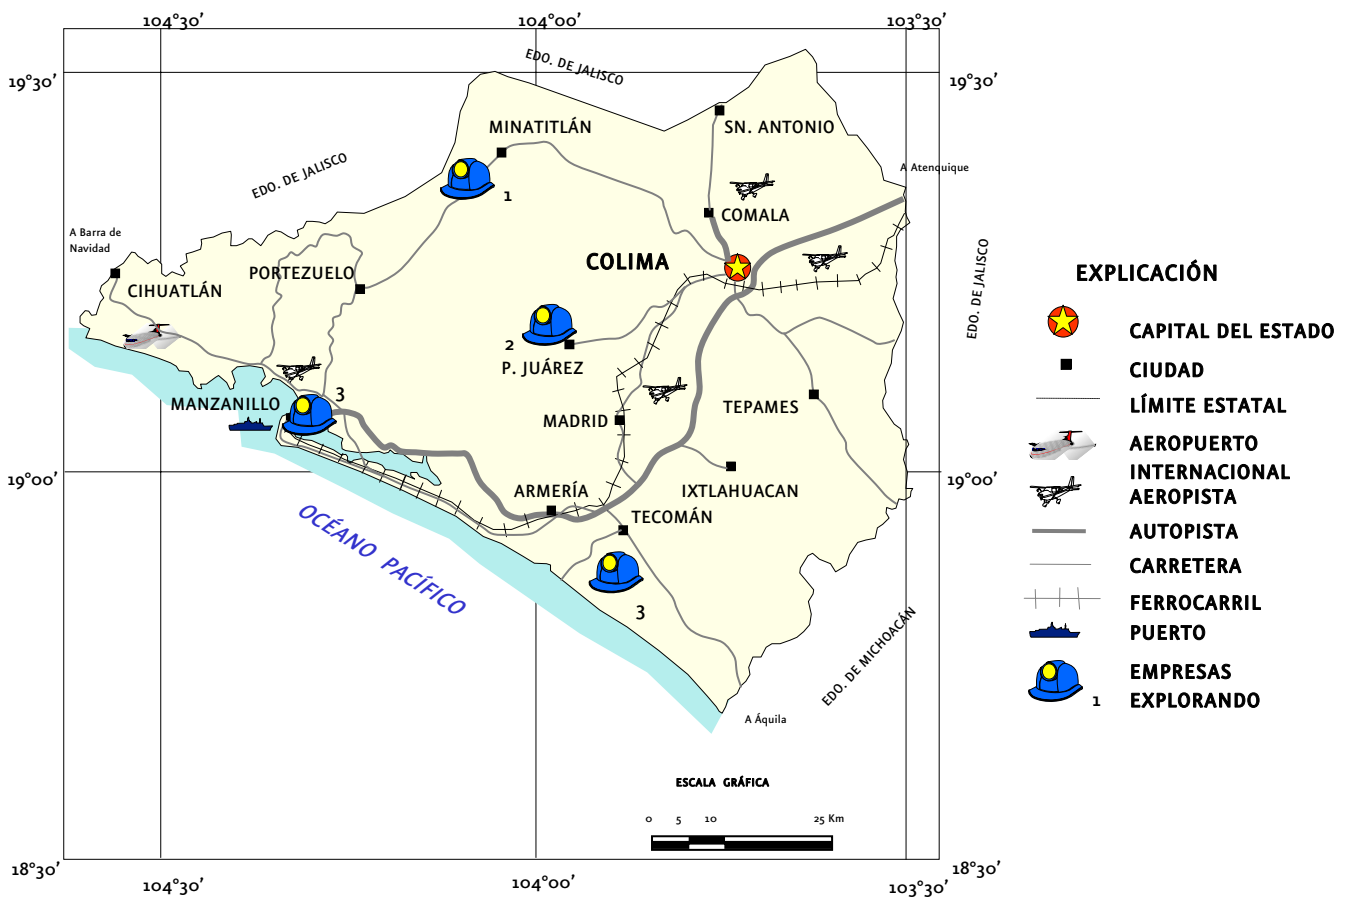 104°30’
104°00’
103°30’
19°30’
19°30’
EDO. DE JALISCO
MINATITLÁN
SN. ANTONIO
EDO. DE JALISCO
A Atenquique
1
COMALA
A Barra de
Navidad
COLIMA
PORTEZUELO
CIHUATLÁN
EDO. DE JALISCO
2
P. JUÁREZ
3
MANZANILLO
MADRID
TEPAMES
19°00’
19°00’
ARMERÍA
IXTLAHUACAN
TECOMÁN
OCÉANO PACÍFICO
3
EDO. DE MICHOACÁN
A Áquila
ESCALA GRÁFICA
0 5 10 25 Km
18°30’
18°30’
104°30’
104°00’
103°30’
EXPLICACIÓN
CAPITAL DEL ESTADO
CIUDAD
LÍMITE ESTATAL
AEROPUERTO
INTERNACIONAL
AEROPISTA
AUTOPISTA
CARRETERA
FERROCARRIL
PUERTO
EMPRESAS
1 EXPLORANDO